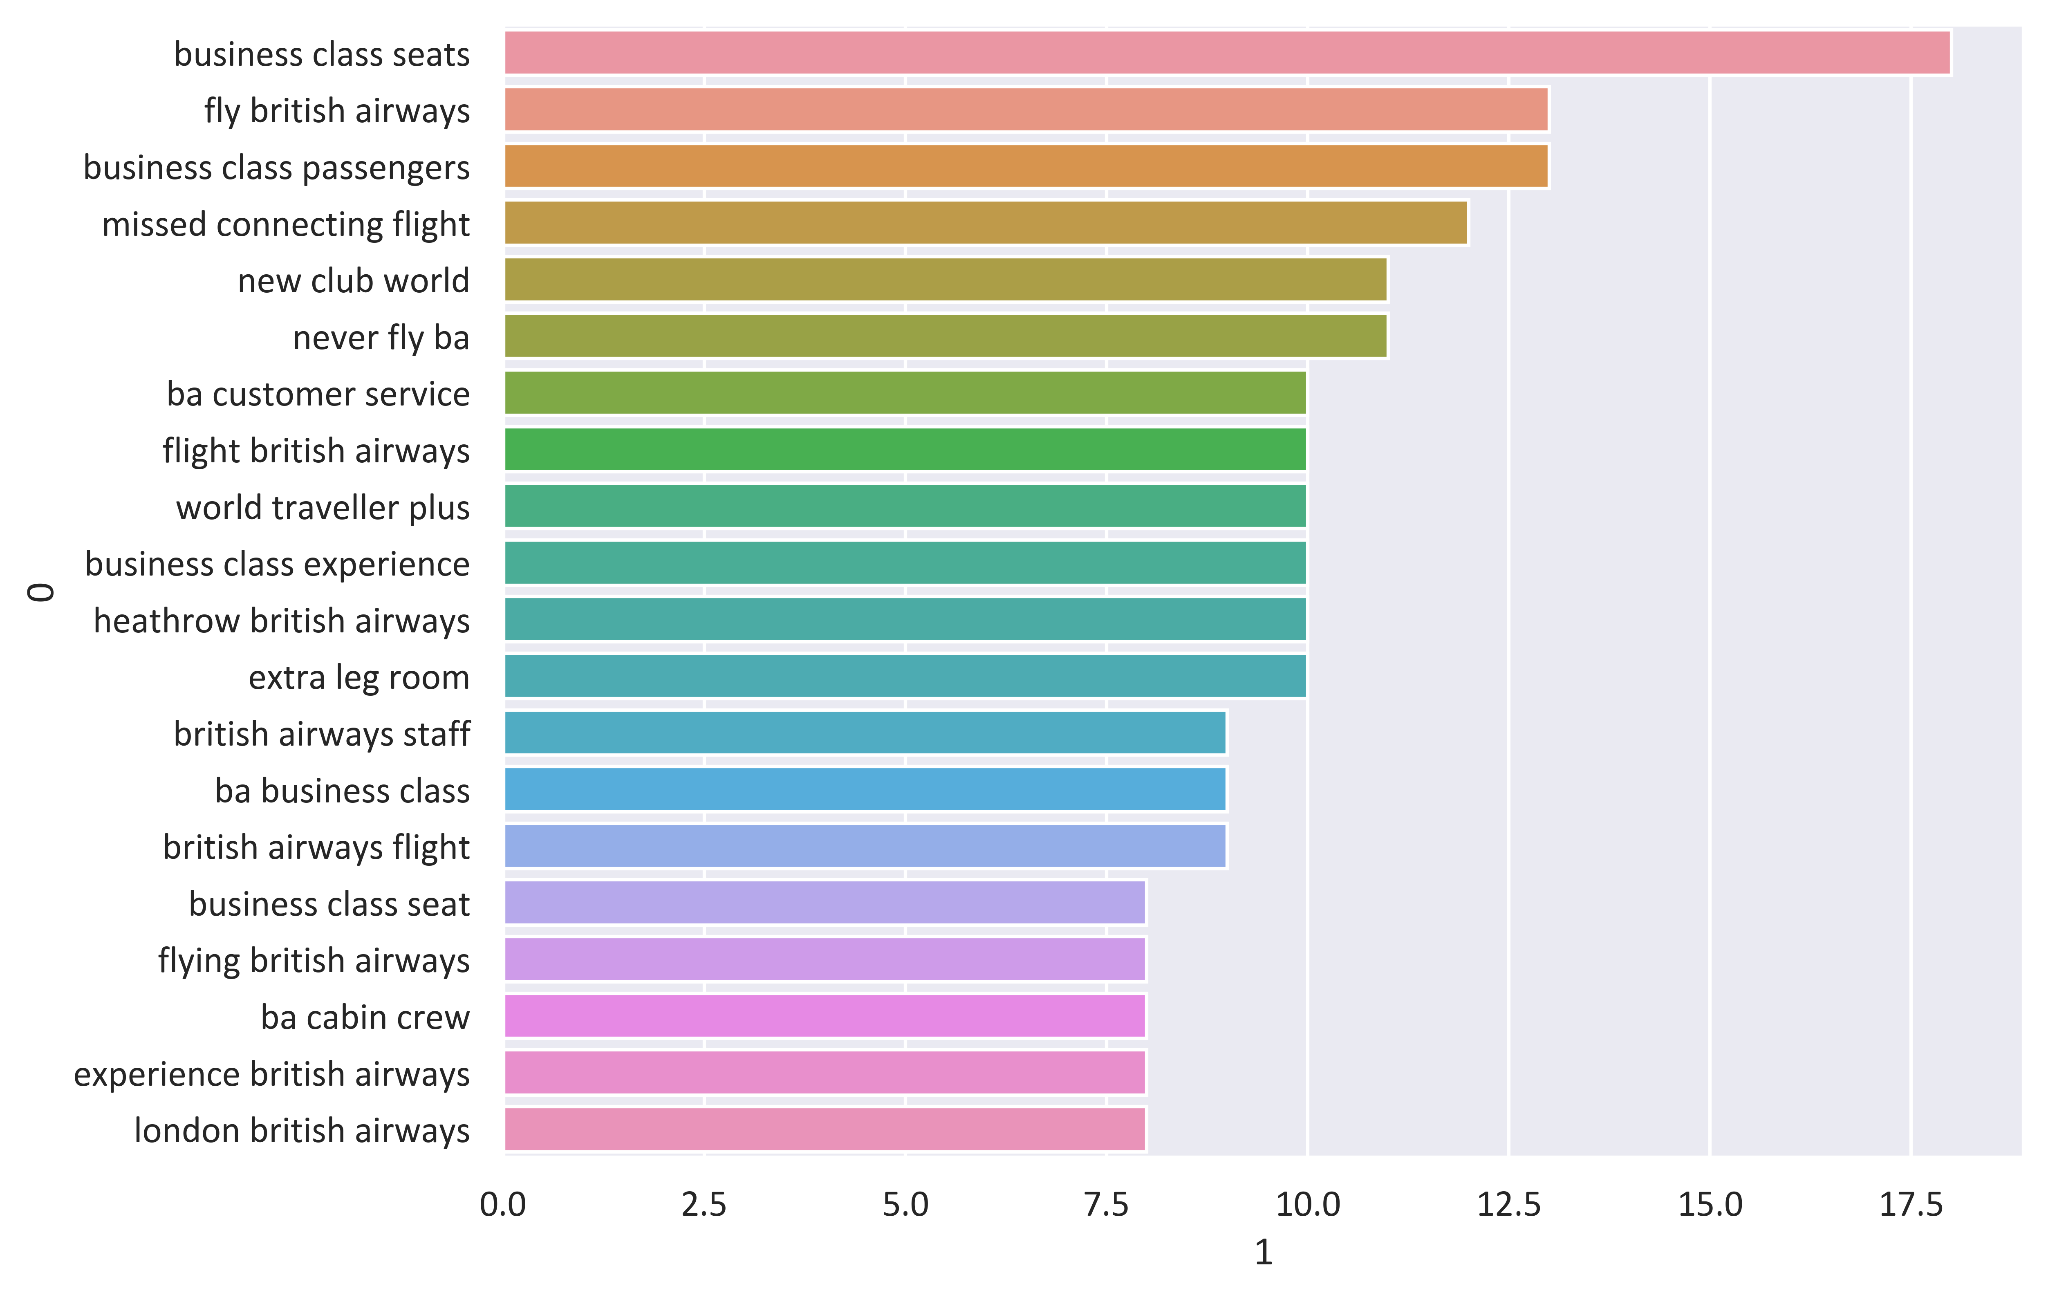 business class seats
fly british airways
business class passengers
missed connecting flight
new club world
never fly ba
ba customer service
flight british airways
world traveller plus
business class experience
heathrow british airways
extra leg room
british airways staff
ba business class
british airways flight
business class seat
flying british airways
ba cabin crew
experience british airways
london british airways
0
0.0 2.5 5.0 7.5 10.0 12.5 15.0 17.5
1